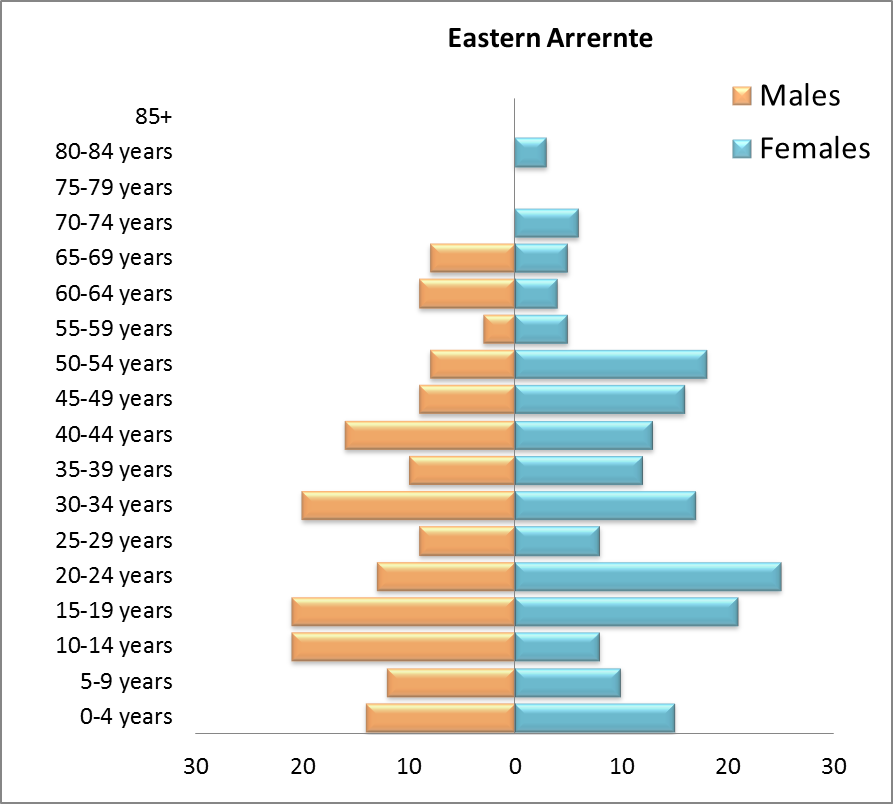 Eastern Arrernte
Males
Females
85+
80-84 years
75-79 years
70-74 years
65-69 years
60-64 years
55-59 years
50-54 years
45-49 years
40-44 years
35-39 years
30-34 years
25-29 years
20-24 years
15-19 years
10-14 years
5-9 years
0-4 years
30 20 10 0 10 20 30